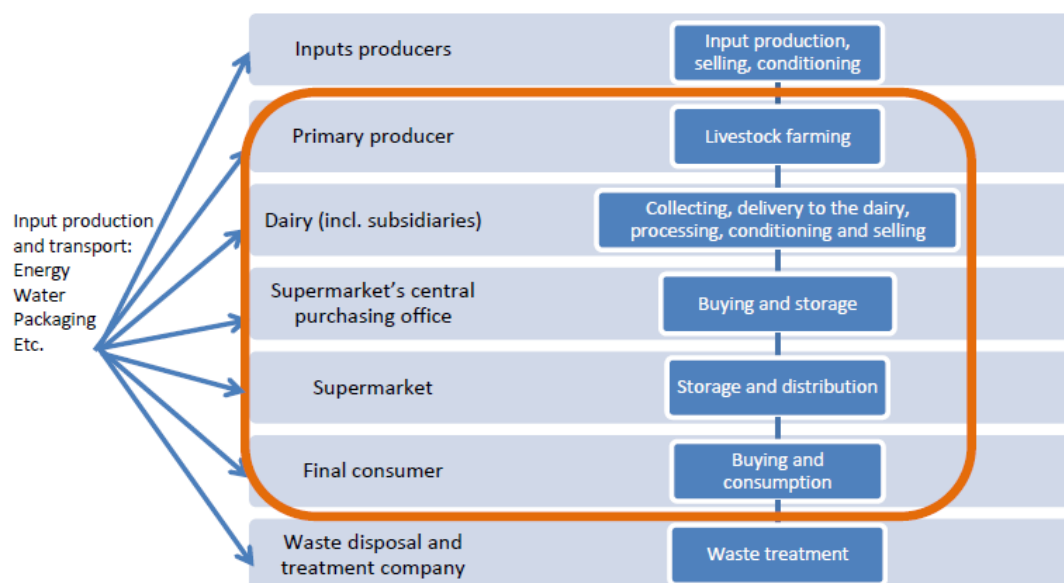 Inputs producers
Input production,
selling, conditioning
Primary producer
Livestock farming
Input production
and transport:
Energy
Water
Packaging
Etc.
Dairy (incl. subsidiaries)
Collecting, delivery to the dairy,
processing, conditioning and selling
Supermarket's central
purchasing office
Buying and storage
Supermarket
Storage and distribution
Final consumer
Buying and
consumption
Waste disposal and
treatment company
Waste treatment